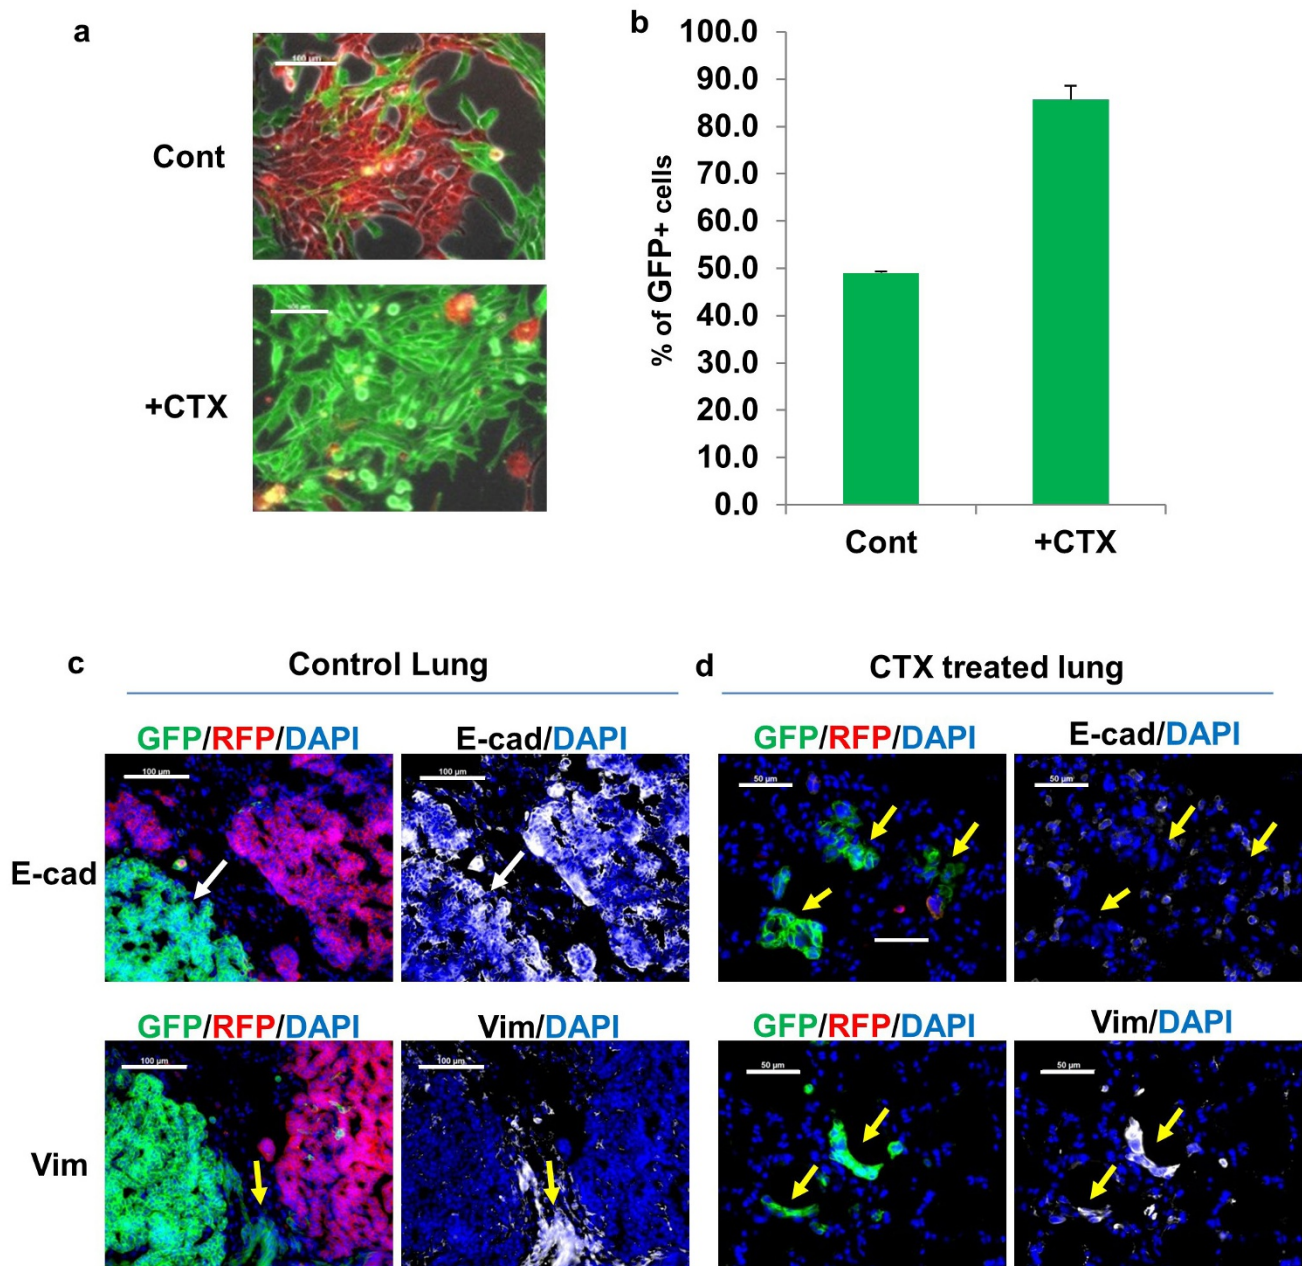 a
Cont
100 µm
+CTX
b
100.0
90.0
80.0
70.0
60.0
50.0
40.0
30.0
20.0
10.0
0.0
% of GFP+ cells
Cont
+CTX
c
Control Lung
d
CTX treated lung
GFP/RFP/DAPI
E-cad/DAPI
GFP/RFP/DAPI
E-cad/DAPI
E-cad
100 µm
100 µm
50 µm
50 µm
GFP/RFP/DAPI
Vim/DAPI
GFP/RFP/DAPI
Vim/DAPI
Vim
100 µm
100 µm
50 µm
50 µm